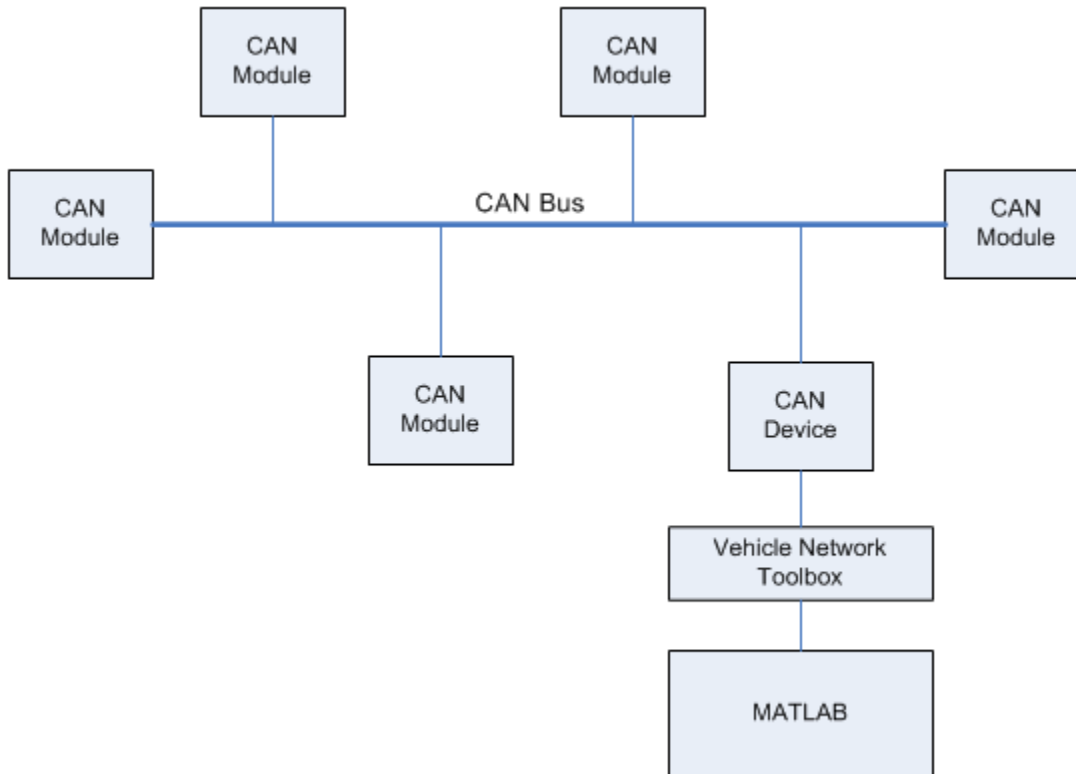 CAN
Module
CAN
Module
CAN
Module
CAN Bus
CAN
Module
CAN
Module
CAN
Device
Vehicle Network
Toolbox
MATLAB